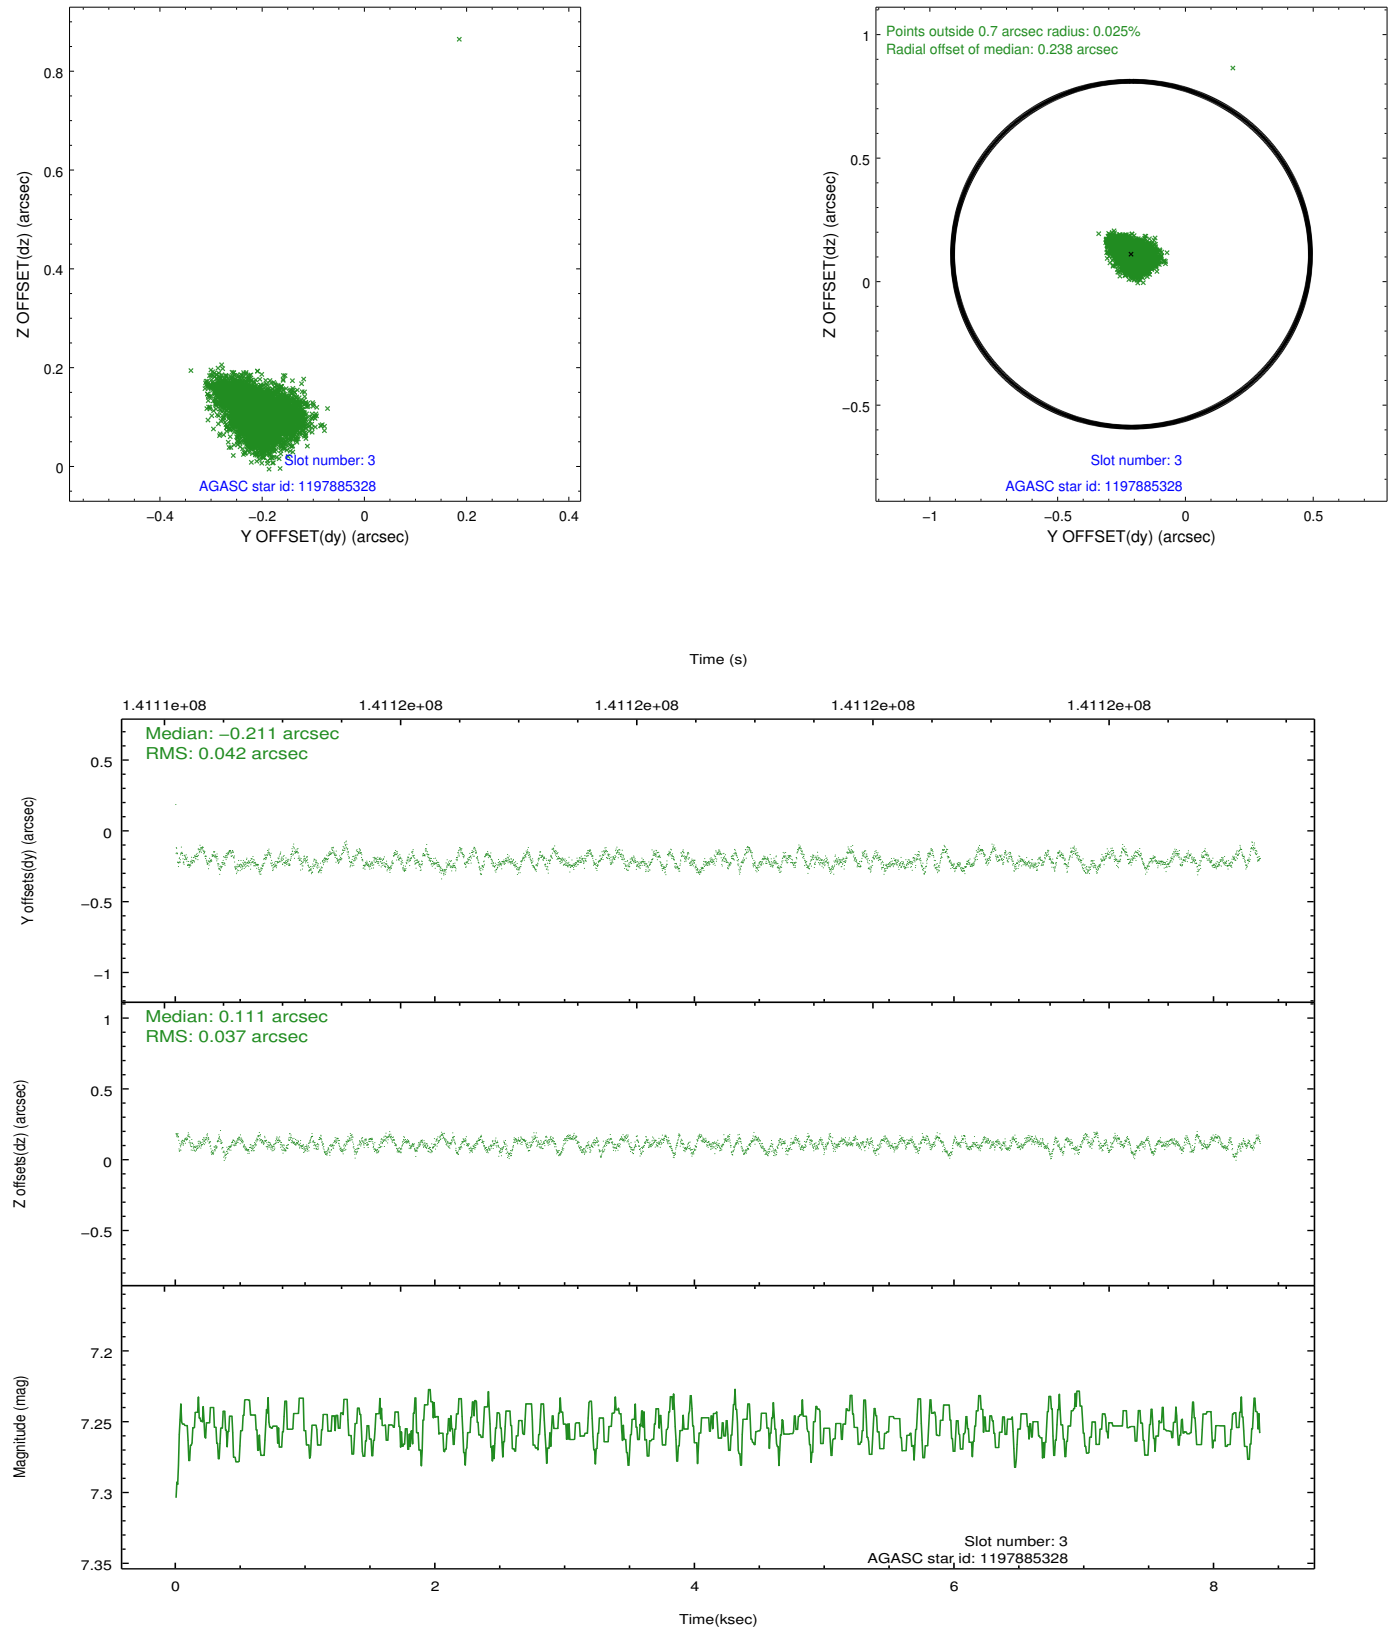 0.8
0.6
0.4
0.2
0
Z OFFSET(dz) (arcsec)
Slot number: 3
AGASC star id: 1197885328
−0.4 −0.2 0 0.2 0.4
Y OFFSET(dy) (arcsec)
Points outside 0.7 arcsec radius: 0.025%
Radial offset of median: 0.238 arcsec
1
0.5
0
−0.5
Z OFFSET(dz) (arcsec)
Slot number: 3
AGASC star id: 1197885328
−1 −0.5 0 0.5
Y OFFSET(dy) (arcsec)
Time (s)
1.4111e+08 1.4112e+08 1.4112e+08 1.4112e+08 1.4112e+08
Median: −0.211 arcsec
RMS: 0.042 arcsec
0.5
0
−0.5
−1
Y offsets(dy) (arcsec)
Median: 0.111 arcsec
RMS: 0.037 arcsec
1
0.5
0
−0.5
Z offsets(dz) (arcsec)
7.2
7.25
7.3
7.35
Magnitude (mag)
Slot number: 3
AGASC star id: 1197885328
0 2 4 6 8
Time(ksec)